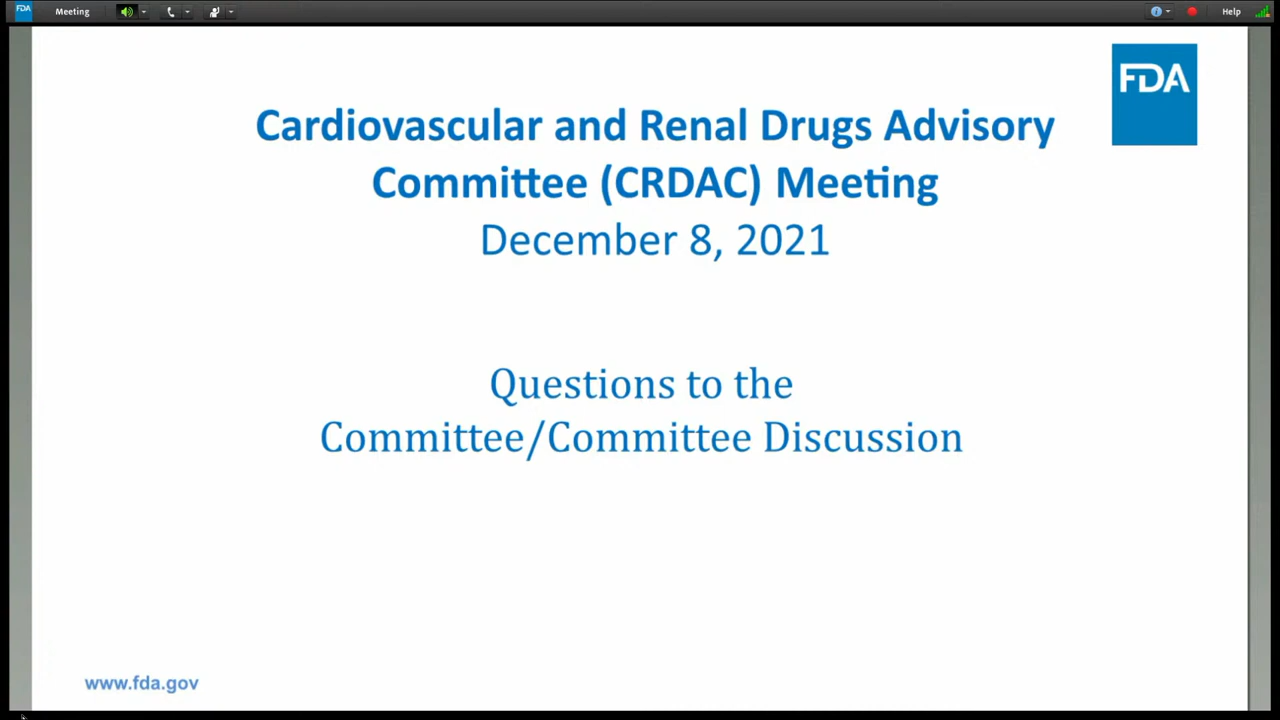 FDA Meeting Help
FDA
Cardiovascular and Renal Drugs Advisory
Committee (CRDAC) Meeting
December 8, 2021
Questions to the
Committee/Committee Discussion
www.fda.gov